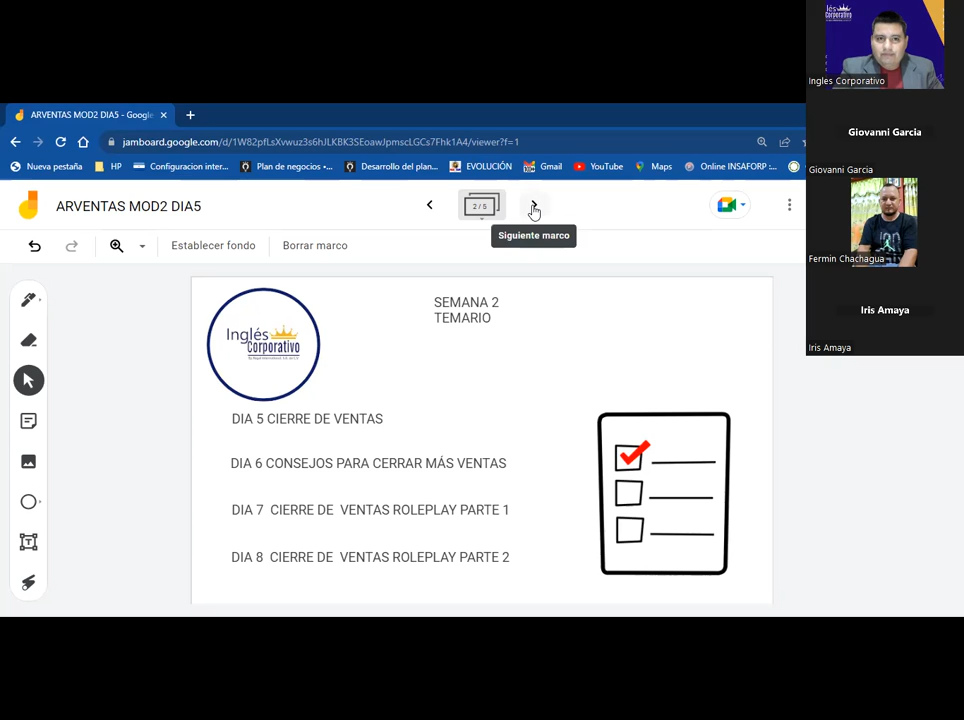 lés
Corporativo
Ingles Corporativo
Giovanni Garcia
Giovanni Garcia
Fermin Chachagua
Iris Amaya
Iris Amaya
ARVENTAS MOD2 DIA5 - Google
jamboard.google.com/d/1W82pfLsXvwuz3s6hJLKBK3SEoawJpmscLGCs7Fhk1A4/viewer?f=1
Nueva pestaña
HP
Configuracion inter...
Plan de negocios •...
Desarrollo del plan...
EVOLUCIÓN
Gmail
YouTube
Maps
Online INSAFORP |...
ARVENTAS MOD2 DIA5
2 / 5
Siguiente marco
Establecer fondo
Borrar marco
SEMANA 2
TEMARIO
Inglés
Corporativo
DIA 5 CIERRE DE VENTAS
DIA 6 CONSEJOS PARA CERRAR MÁS VENTAS
DIA 7 CIERRE DE VENTAS ROLEPLAY PARTE 1
DIA 8 CIERRE DE VENTAS ROLEPLAY PARTE 2